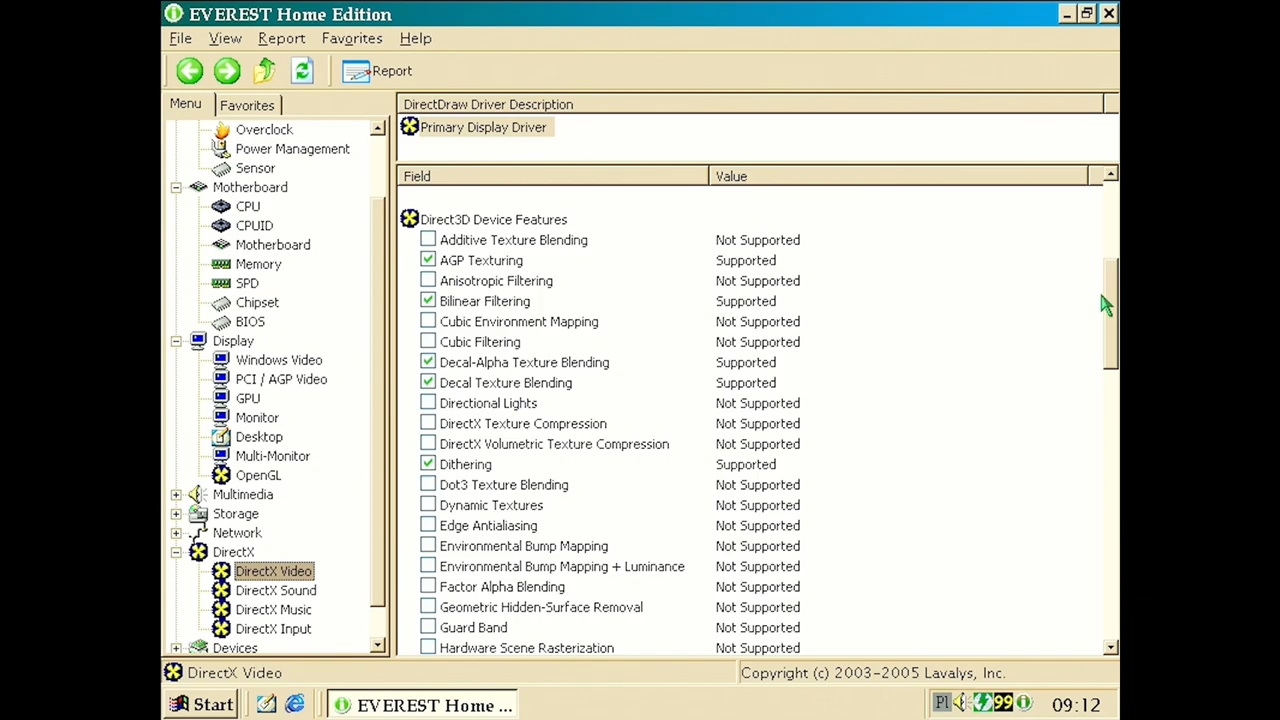 EVEREST Home Edition
File View Report Favorites Help
Report
Menu Favorites
Overclock
Power Management
Sensor
Motherboard
CPU
CPUID
Motherboard
Memory
SPD
Chipset
BIOS
Display
Windows Video
PCI / AGP Video
GPU
Monitor
Desktop
Multi-Monitor
OpenGL
Multimedia
Storage
Network
DirectX
DirectX Video
DirectX Sound
DirectX Music
DirectX Input
Devices
DirectDraw Driver Description
Primary Display Driver
Field Value
Direct3D Device Features
Additive Texture Blending Not Supported
AGP Texturing Supported
Anisotropic Filtering Not Supported
Bilinear Filtering Supported
Cubic Environment Mapping Not Supported
Cubic Filtering Not Supported
Decal-Alpha Texture Blending Supported
Decal Texture Blending Supported
Directional Lights Not Supported
DirectX Texture Compression Not Supported
DirectX Volumetric Texture Compression Not Supported
Dithering Supported
Dot3 Texture Blending Not Supported
Dynamic Textures Not Supported
Edge Antialiasing Not Supported
Environmental Bump Mapping Not Supported
Environmental Bump Mapping + Luminance Not Supported
Factor Alpha Blending Not Supported
Geometric Hidden-Surface Removal Not Supported
Guard Band Not Supported
Hardware Scene Rasterization Not Supported
DirectX Video Copyright (c) 2003-2005 Lavalys, Inc.
Start EVEREST Home ... Pl 99 09:12